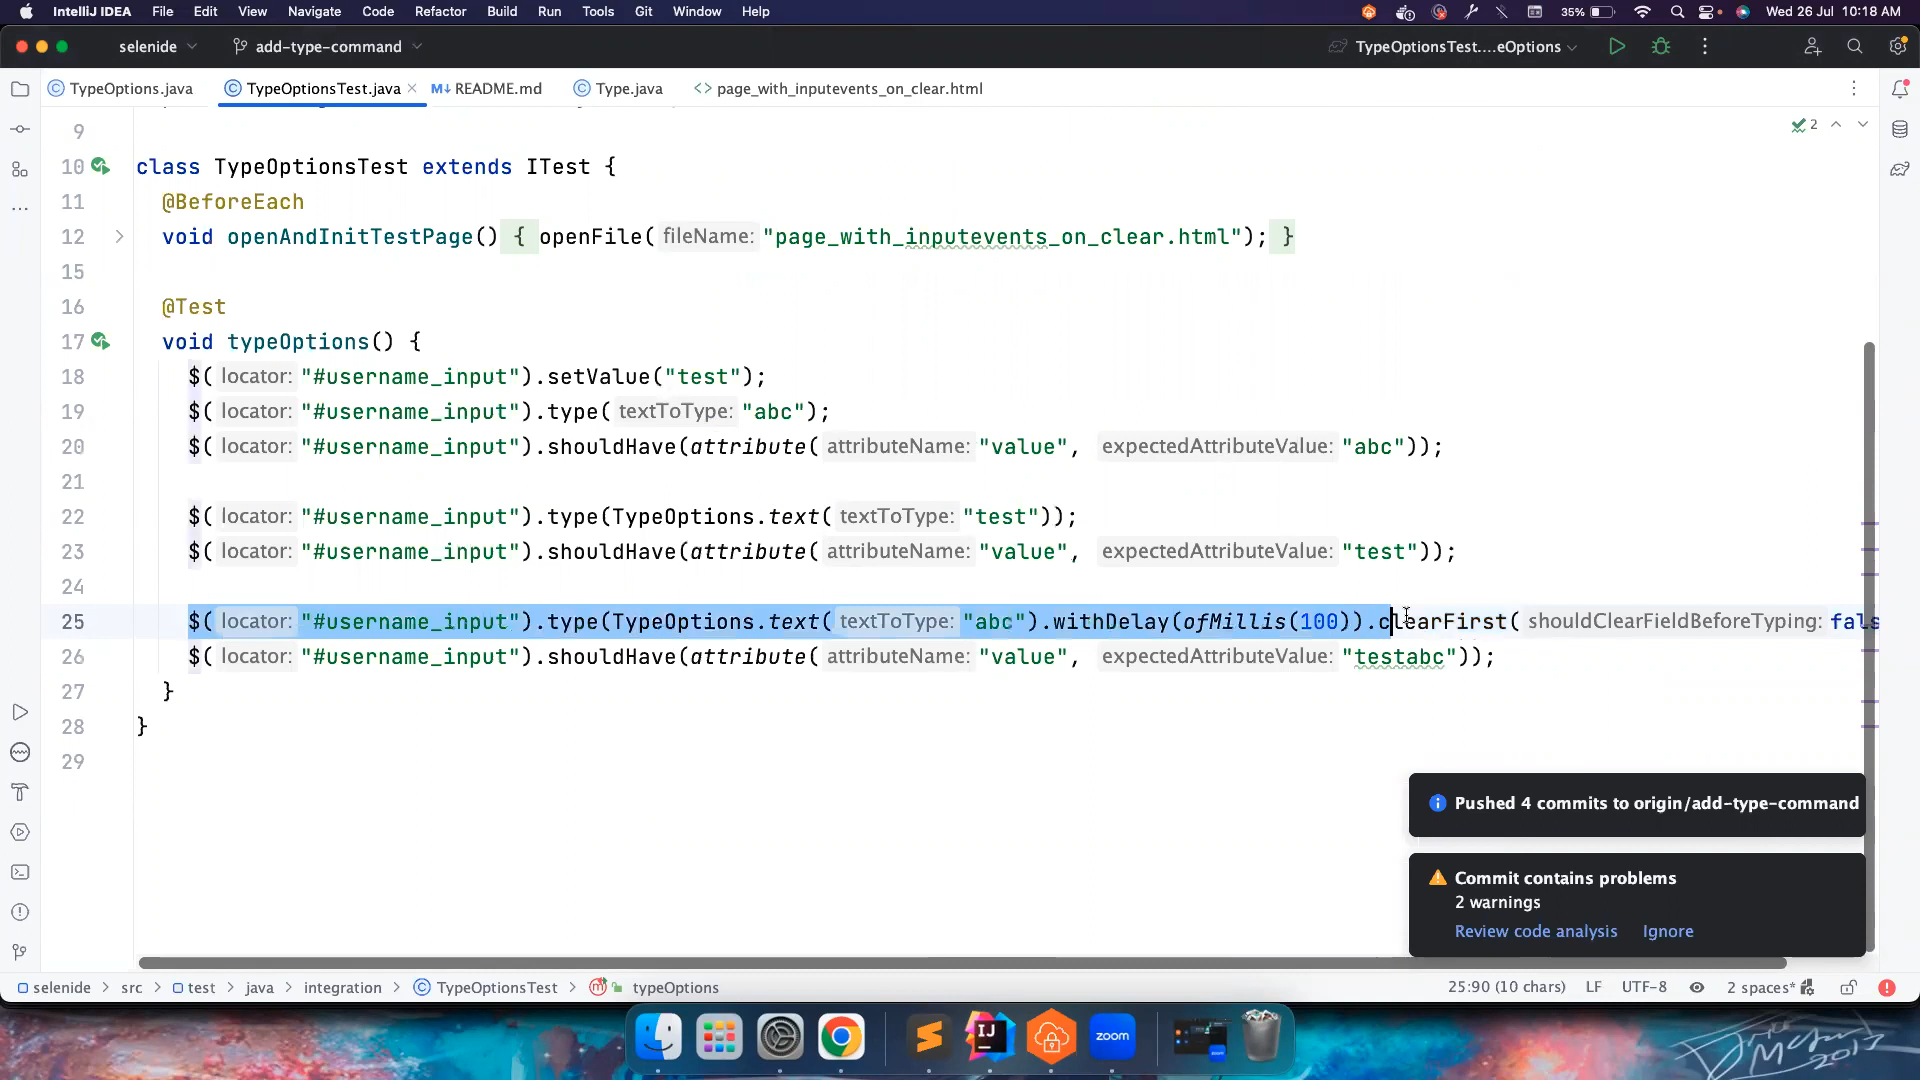 IntelliJ IDEA File Edit View Navigate Code Refactor Build Run Tools Git Window Help 35% Wed 26 Jul 10:18 AM
selenide add-type-command TypeOptionsTest....eOptions
TypeOptions.java TypeOptionsTest.java M↓ README.md Type.java <> page_with_inputevents_on_clear.html
9 2
10 class TypeOptionsTest extends ITest {
11 @BeforeEach
12 void openAndInitTestPage() { openFile( fileName: "page_with_inputevents_on_clear.html"); }
15
16 @Test
17 void typeOptions() {
18 $( locator: "#username_input").setValue("test");
19 $( locator: "#username_input").type( textToType: "abc");
20 $( locator: "#username_input").shouldHave(attribute( attributeName: "value", expectedAttributeValue: "abc"));
21
22 $( locator: "#username_input").type(TypeOptions.text( textToType: "test"));
23 $( locator: "#username_input").shouldHave(attribute( attributeName: "value", expectedAttributeValue: "test"));
24
25 $( locator: "#username_input").type(TypeOptions.text( textToType: "abc").withDelay(ofMillis(100)).clearFirst( shouldClearFieldBeforeTyping: fals
26 $( locator: "#username_input").shouldHave(attribute( attributeName: "value", expectedAttributeValue: "testabc"));
27 }
28 }
29
Pushed 4 commits to origin/add-type-command
Commit contains problems
2 warnings
Review code analysis Ignore
selenide > src > test > java > integration > TypeOptionsTest > typeOptions 25:90 (10 chars) LF UTF-8 2 spaces*
IJ zoom
zoom
2017